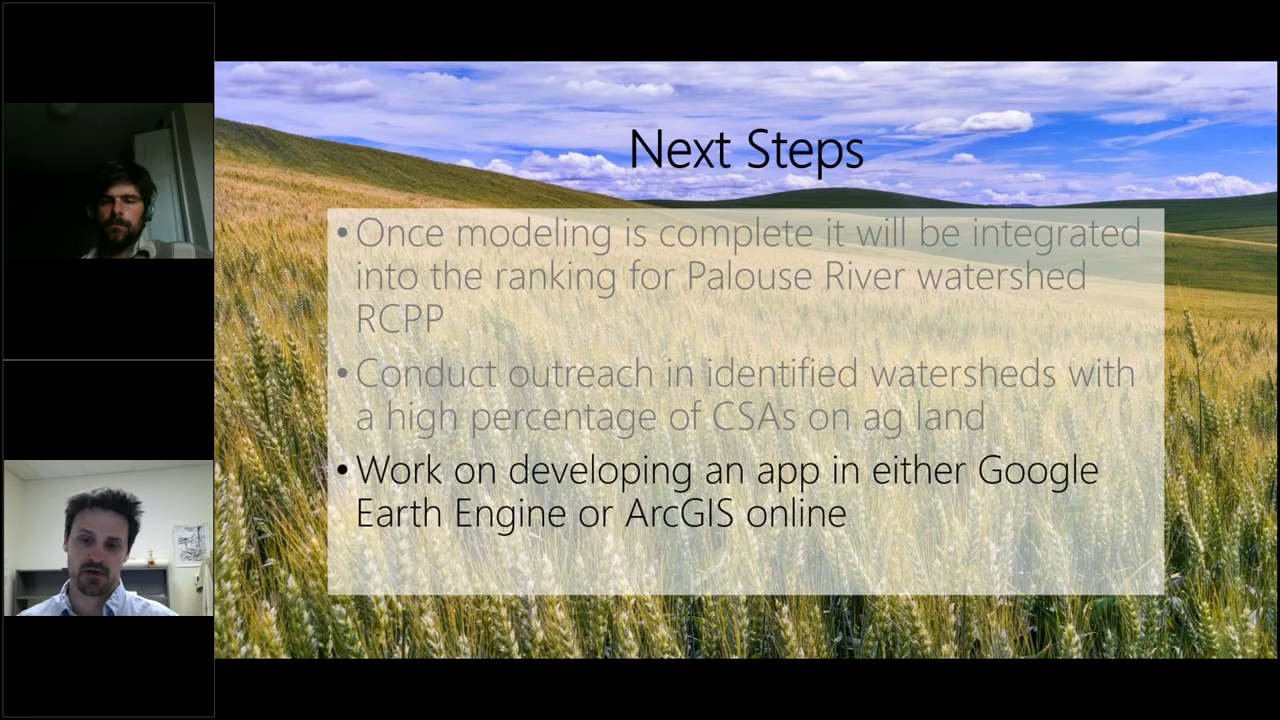 Next Steps
• Once modeling is complete it will be integrated
into the ranking for Palouse River watershed
RCPP
• Conduct outreach in identified watersheds with
a high percentage of CSAs on ag land
• Work on developing an app in either Google
Earth Engine or ArcGIS online